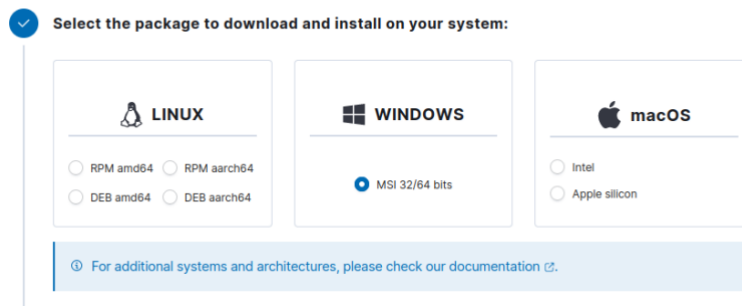 Select the package to download and install on your system:
LINUX
RPM amd64 RPM aarch64
DEB amd64 DEB aarch64
WINDOWS
MSI 32/64 bits
macOS
Intel
Apple silicon
For additional systems and architectures, please check our documentation.